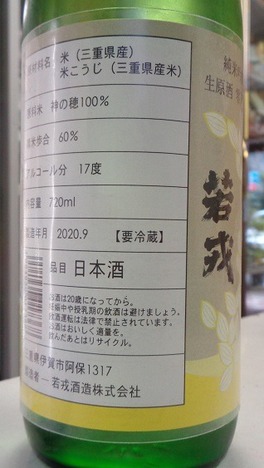 原材料名 米（三重県産）
米こうじ（三重県産米）
原料米 神の穂100%
精米歩合 60%
アルコール分 17度
内容量 720ml
製造年月 2020.9 【要冷蔵】
品目 日本酒
お酒は20歳になってから。
妊娠中や授乳期の飲酒は避けましょう。
飲酒運転は法律で禁止されています。
お酒はおいしく適量を。
飲んだあとはリサイクル。
三重県伊賀市阿保1317
製造者 若戎酒造株式会社
純米
生原酒
若戎